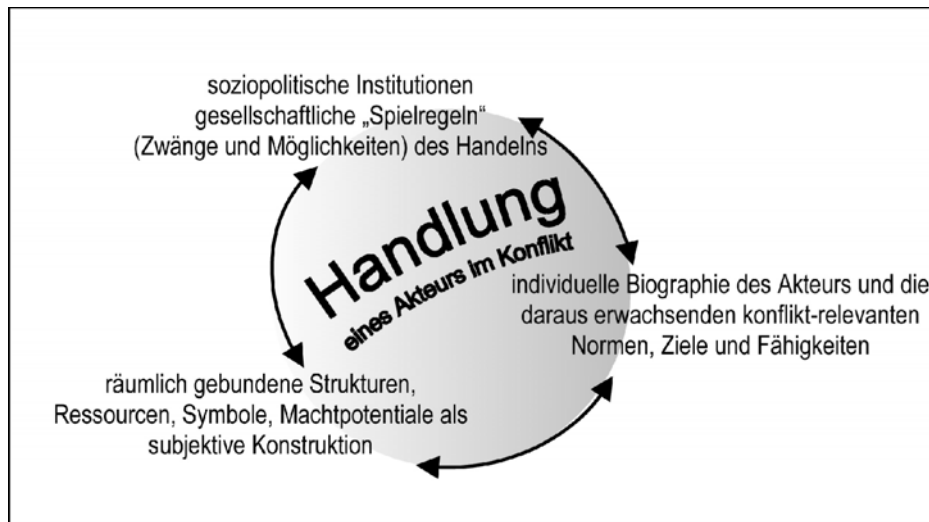 soziopolitische Institutionen
gesellschaftliche „Spielregeln“
(Zwänge und Möglichkeiten) des Handelns
Handlung
eines Akteurs im Konflikt
individuelle Biographie des Akteurs und die
daraus erwachsenden konflikt-relevanten
Normen, Ziele und Fähigkeiten
räumlich gebundene Strukturen,
Ressourcen, Symbole, Machtpotentiale als
subjektive Konstruktion